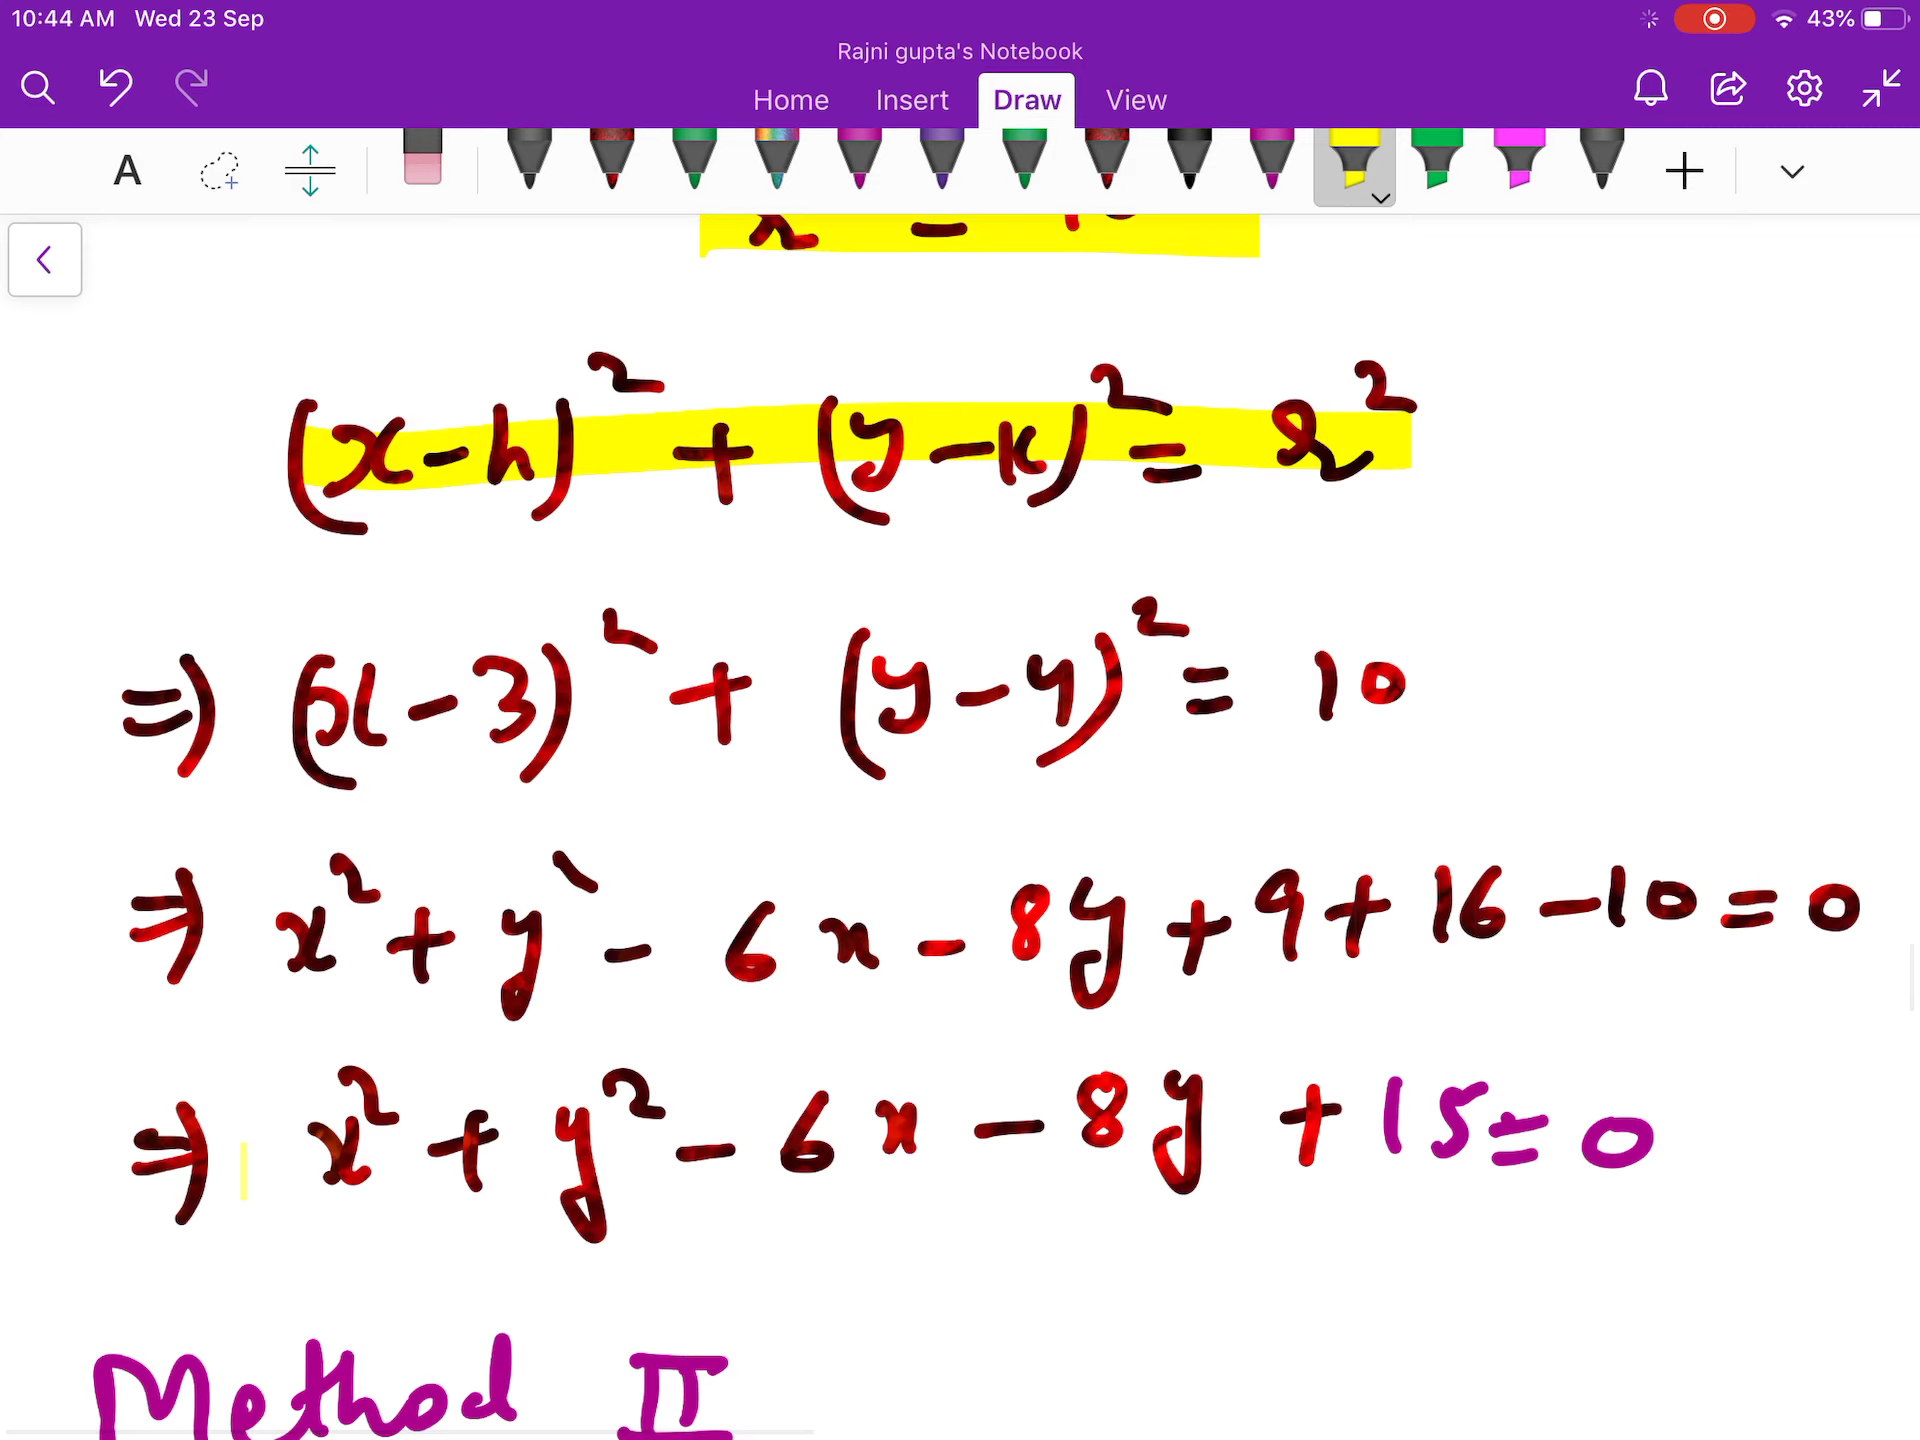 10:44 AM Wed 23 Sep
43%
Rajni gupta's Notebook
Home Insert Draw View
A
(x-h)² + (y-k)² = r²
⇒ (x-3)² + (y-4)² = 10
⇒ x² + y² - 6x - 8y + 9 + 16 - 10 = 0
⇒ x² + y² - 6x - 8y + 15 = 0
Method II